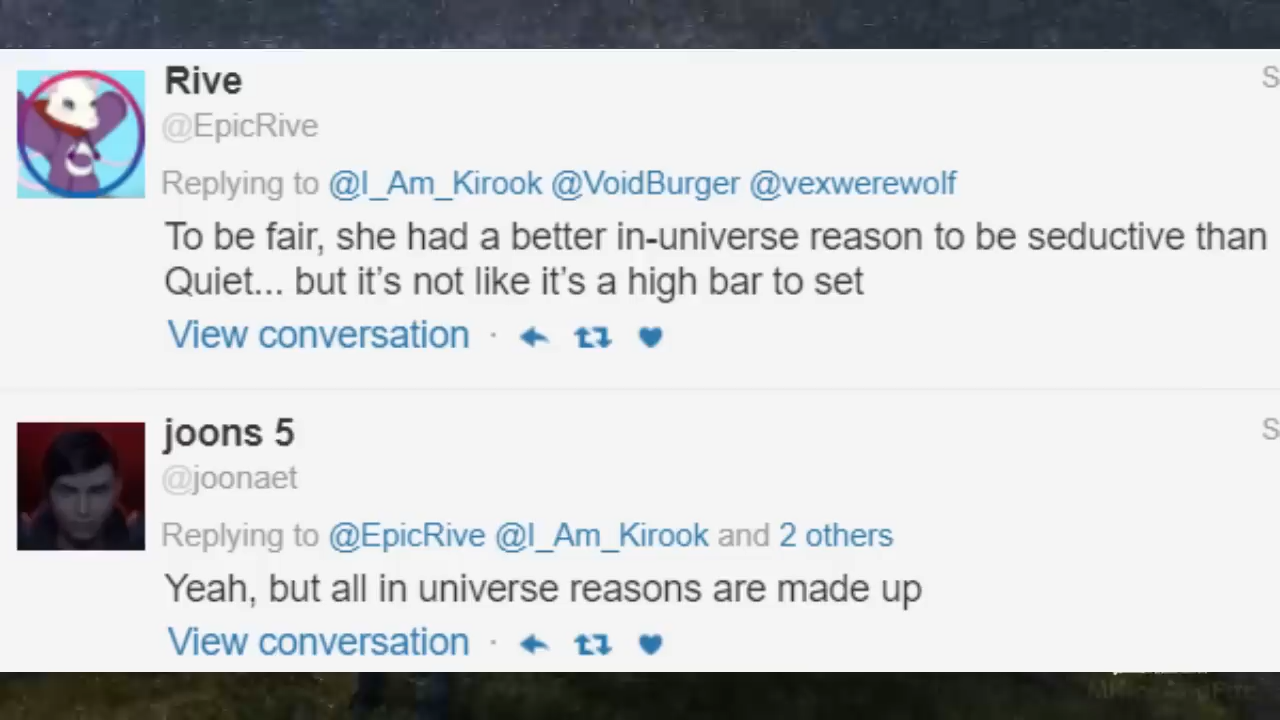 Rive
S
@EpicRive
Replying to @I_Am_Kirook @VoidBurger @vexwerewolf
To be fair, she had a better in-universe reason to be seductive than
Quiet... but it's not like it's a high bar to set
View conversation ·
joons 5
S
@joonaet
Replying to @EpicRive @I_Am_Kirook and 2 others
Yeah, but all in universe reasons are made up
View conversation ·